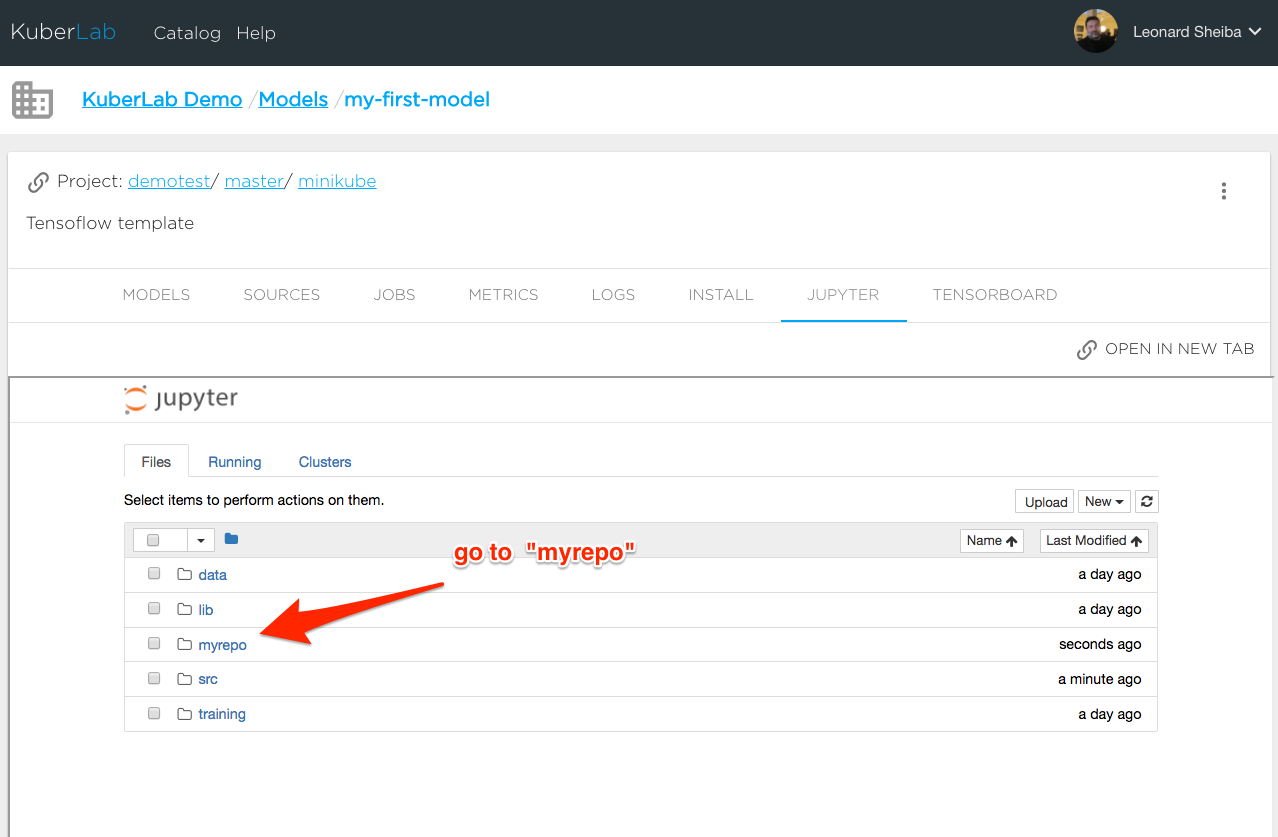 KuberLab Catalog Help Leonard Sheiba
KuberLab Demo /Models /my-first-model
Project: demotest/ master/ minikube
Tensoflow template
MODELS SOURCES JOBS METRICS LOGS INSTALL JUPYTER TENSORBOARD
OPEN IN NEW TAB
jupyter
Files Running Clusters
Select items to perform actions on them. Upload New
Name Last Modified
go to "myrepo"
data a day ago
lib a day ago
myrepo seconds ago
src a minute ago
training a day ago